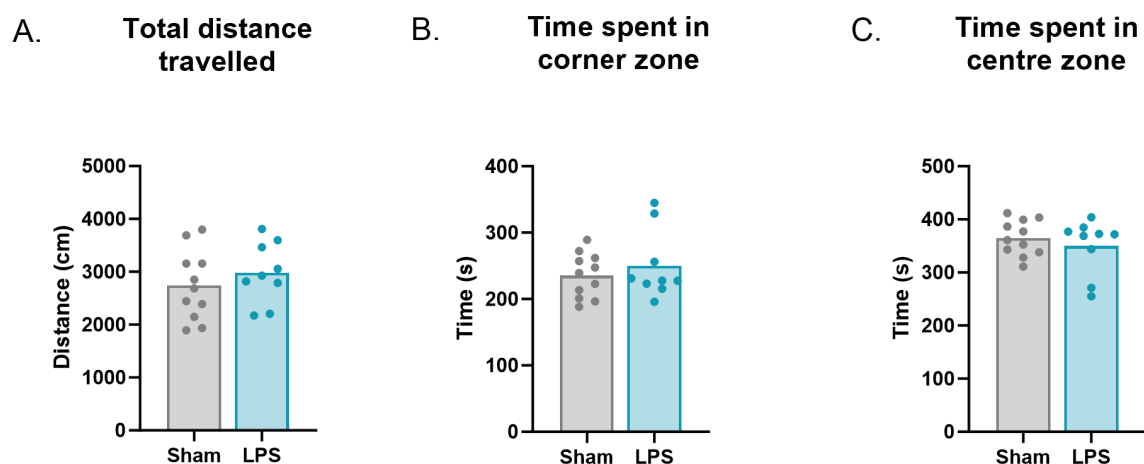 A.
Total distance
travelled
5000
4000
3000
2000
1000
0
Distance (cm)
Sham LPS
B.
Time spent in
corner zone
400
300
200
100
0
Time (s)
Sham LPS
C.
Time spent in
centre zone
500
400
300
200
100
0
Time (s)
Sham LPS